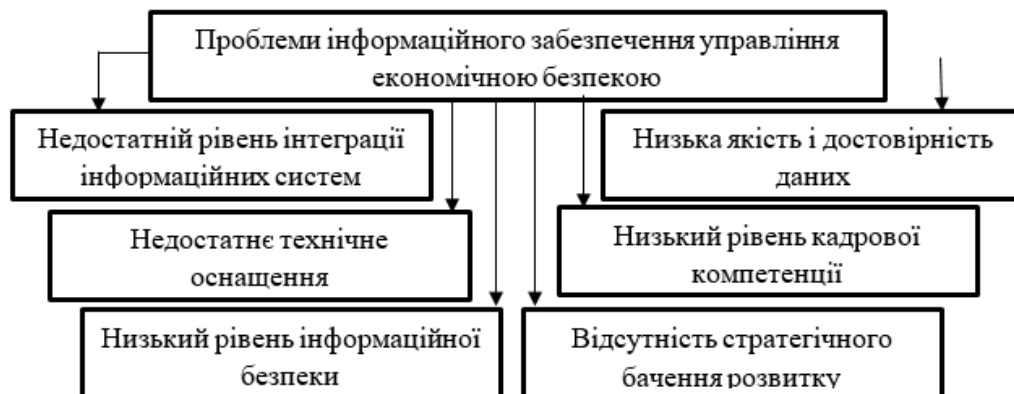 Проблеми інформаційного забезпечення управління
економічною безпекою
Недостатній рівень інтеграції
інформаційних систем
Низька якість і достовірність
даних
Недостатнє технічне
оснащення
Низький рівень кадрової
компетенції
Низький рівень інформаційної
безпеки
Відсутність стратегічного
бачення розвитку